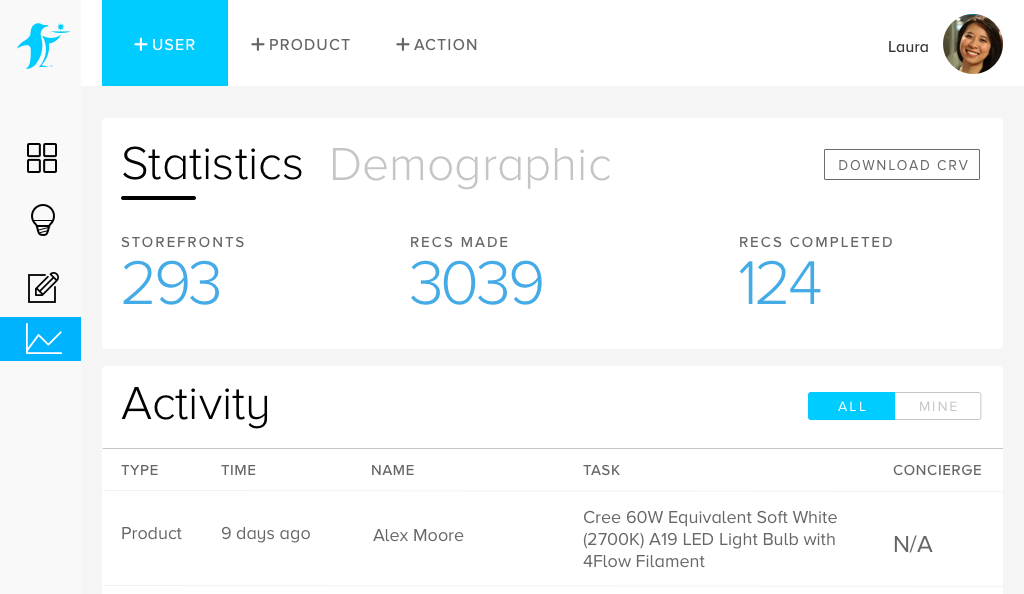 + USER
+ PRODUCT
+ ACTION
Laura
Statistics
Demographic
DOWNLOAD CRV
STOREFRONTS
RECS MADE
RECS COMPLETED
293
3039
124
Activity
ALL
MINE
TYPE
TIME
NAME
TASK
CONCIERGE
Product
9 days ago
Alex Moore
Cree 60W Equivalent Soft White
(2700K) A19 LED Light Bulb with
4Flow Filament
N/A